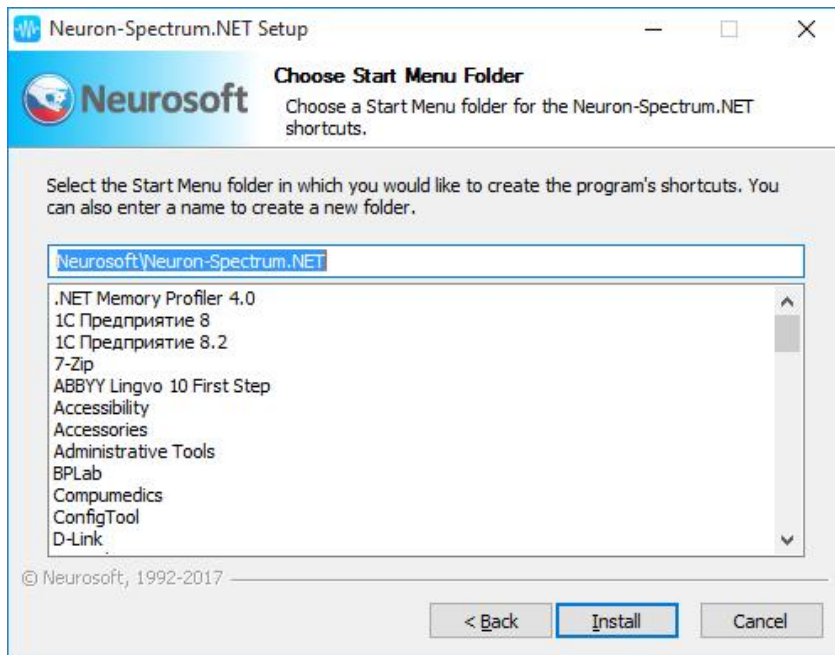 Neuron-Spectrum.NET Setup
Neurosoft
Choose Start Menu Folder
Choose a Start Menu folder for the Neuron-Spectrum.NET
shortcuts.
Select the Start Menu folder in which you would like to create the program's shortcuts. You
can also enter a name to create a new folder.
Neurosoft\Neuron-Spectrum.NET
.NET Memory Profiler 4.0
1С Предприятие 8
1С Предприятие 8.2
7-Zip
ABBYY Lingvo 10 First Step
Accessibility
Accessories
Administrative Tools
BPLab
Compumedics
ConfigTool
D-Link
© Neurosoft, 1992-2017
< Back
Install
Cancel